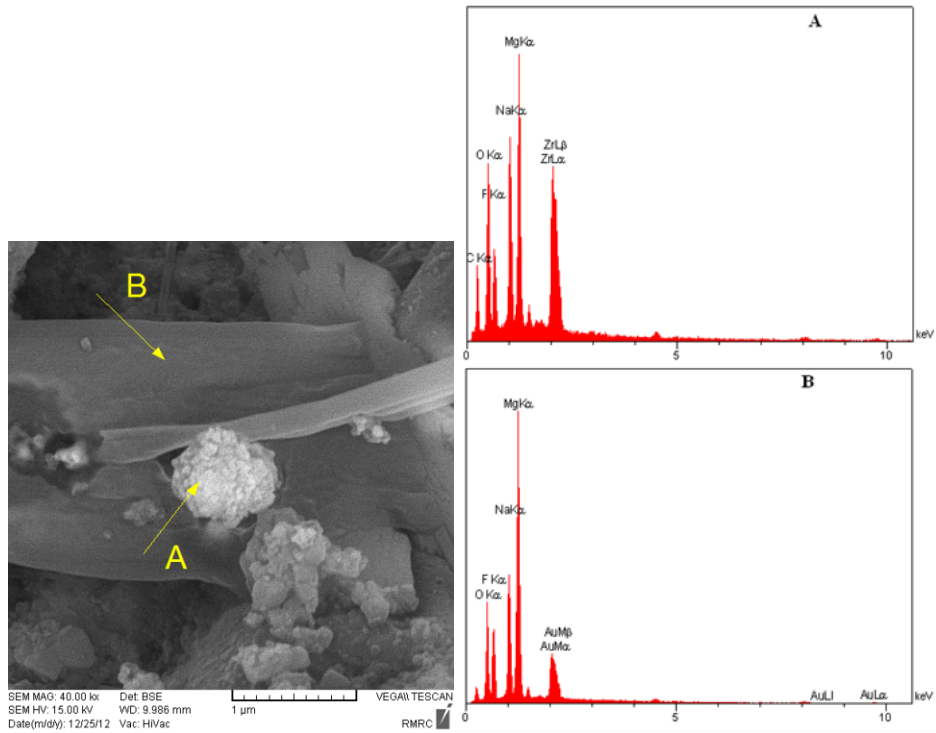 B
A
SEM MAG: 40.00 kx Det: BSE
SEM HV: 15.00 kV WD: 9.986 mm 1 µm VEGA\\ TESCAN
Date(m/d/y): 12/25/12 Vac: HiVac RMRC
A
MgKα
NaKα
O Kα
ZrLβ
ZrLα
F Kα
C Kα
keV
5 10
B
MgKα
NaKα
F Kα
O Kα
AuMβ
AuMα
AuLl AuLα
keV
0 5 10